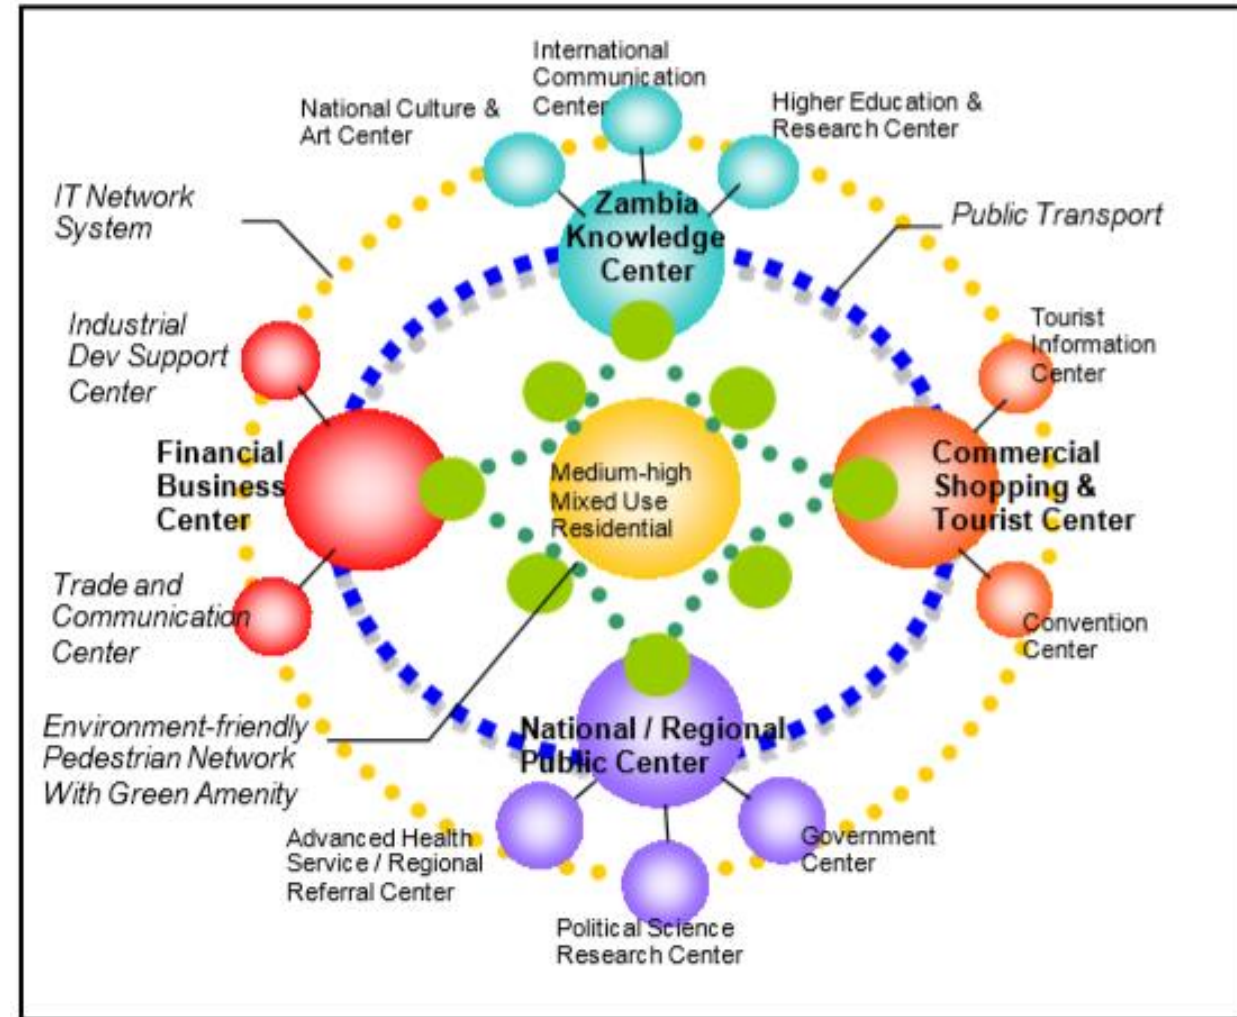 International
Communication
Center
National Culture &
Art Center
Higher Education &
Research Center
IT Network
System
Zambia
Knowledge
Center
Public Transport
Industrial
Dev Support
Center
Tourist
Information
Center
Financial
Business
Center
Medium-high
Mixed Use
Residential
Commercial
Shopping &
Tourist Center
Trade and
Communication
Center
Convention
Center
Environment-friendly
Pedestrian Network
With Green Amenity
National / Regional
Public Center
Advanced Health
Service / Regional
Referral Center
Government
Center
Political Science
Research Center